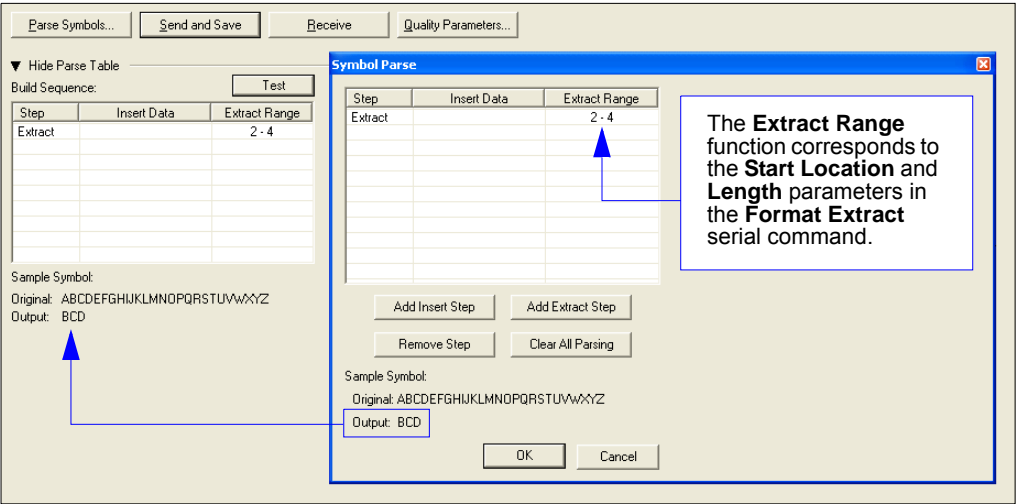 Parse Symbols... Send and Save Receive Quality Parameters...
Hide Parse Table
Build Sequence: Test
Step Insert Data Extract Range
Extract 2 - 4
Sample Symbol:
Original: ABCDEFGHIJKLMNOPQRSTUVWXYZ
Output: BCD
Symbol Parse
Step Insert Data Extract Range
Extract 2 - 4
Add Insert Step Add Extract Step
Remove Step Clear All Parsing
Sample Symbol:
Original: ABCDEFGHIJKLMNOPQRSTUVWXYZ
Output: BCD
OK Cancel
The Extract Range
function corresponds to
the Start Location and
Length parameters in
the Format Extract
serial command.